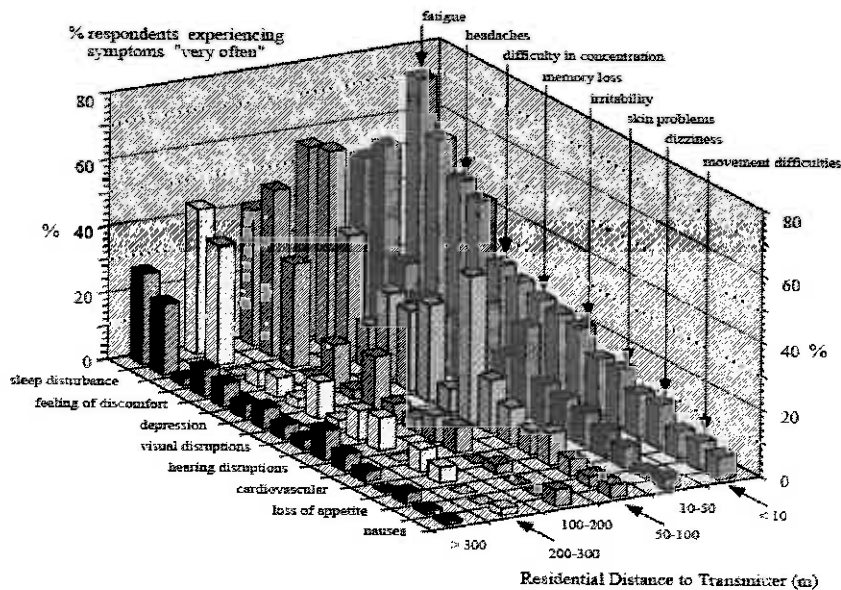 % respondents experiencing
symptoms "very often"
fatigue
headaches
difficulty in concentration
memory loss
irritability
skin problems
dizziness
movement difficulties
80
60
40
20
0
%
80
60
40
20
0
%
sleep disturbance
feeling of discomfort
depression
visual disruptions
hearing disruptions
cardiovascular
loss of appetite
nausea
> 300
200-300
100-200
50-100
10-50
< 10
Residential Distance to Transmitter (m)